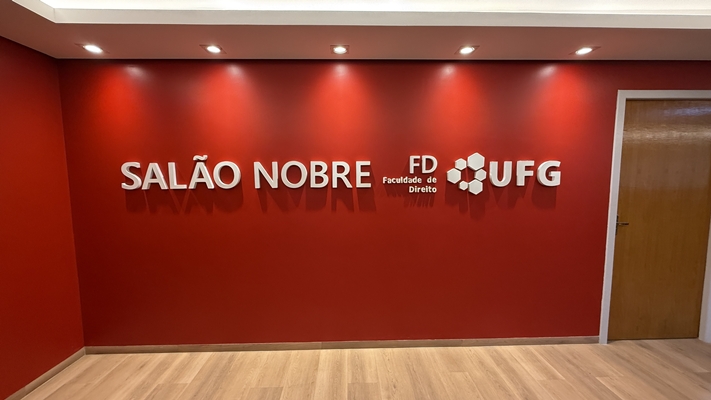 SALÃO NOBRE
FD
Faculdade de
Direito
UFG